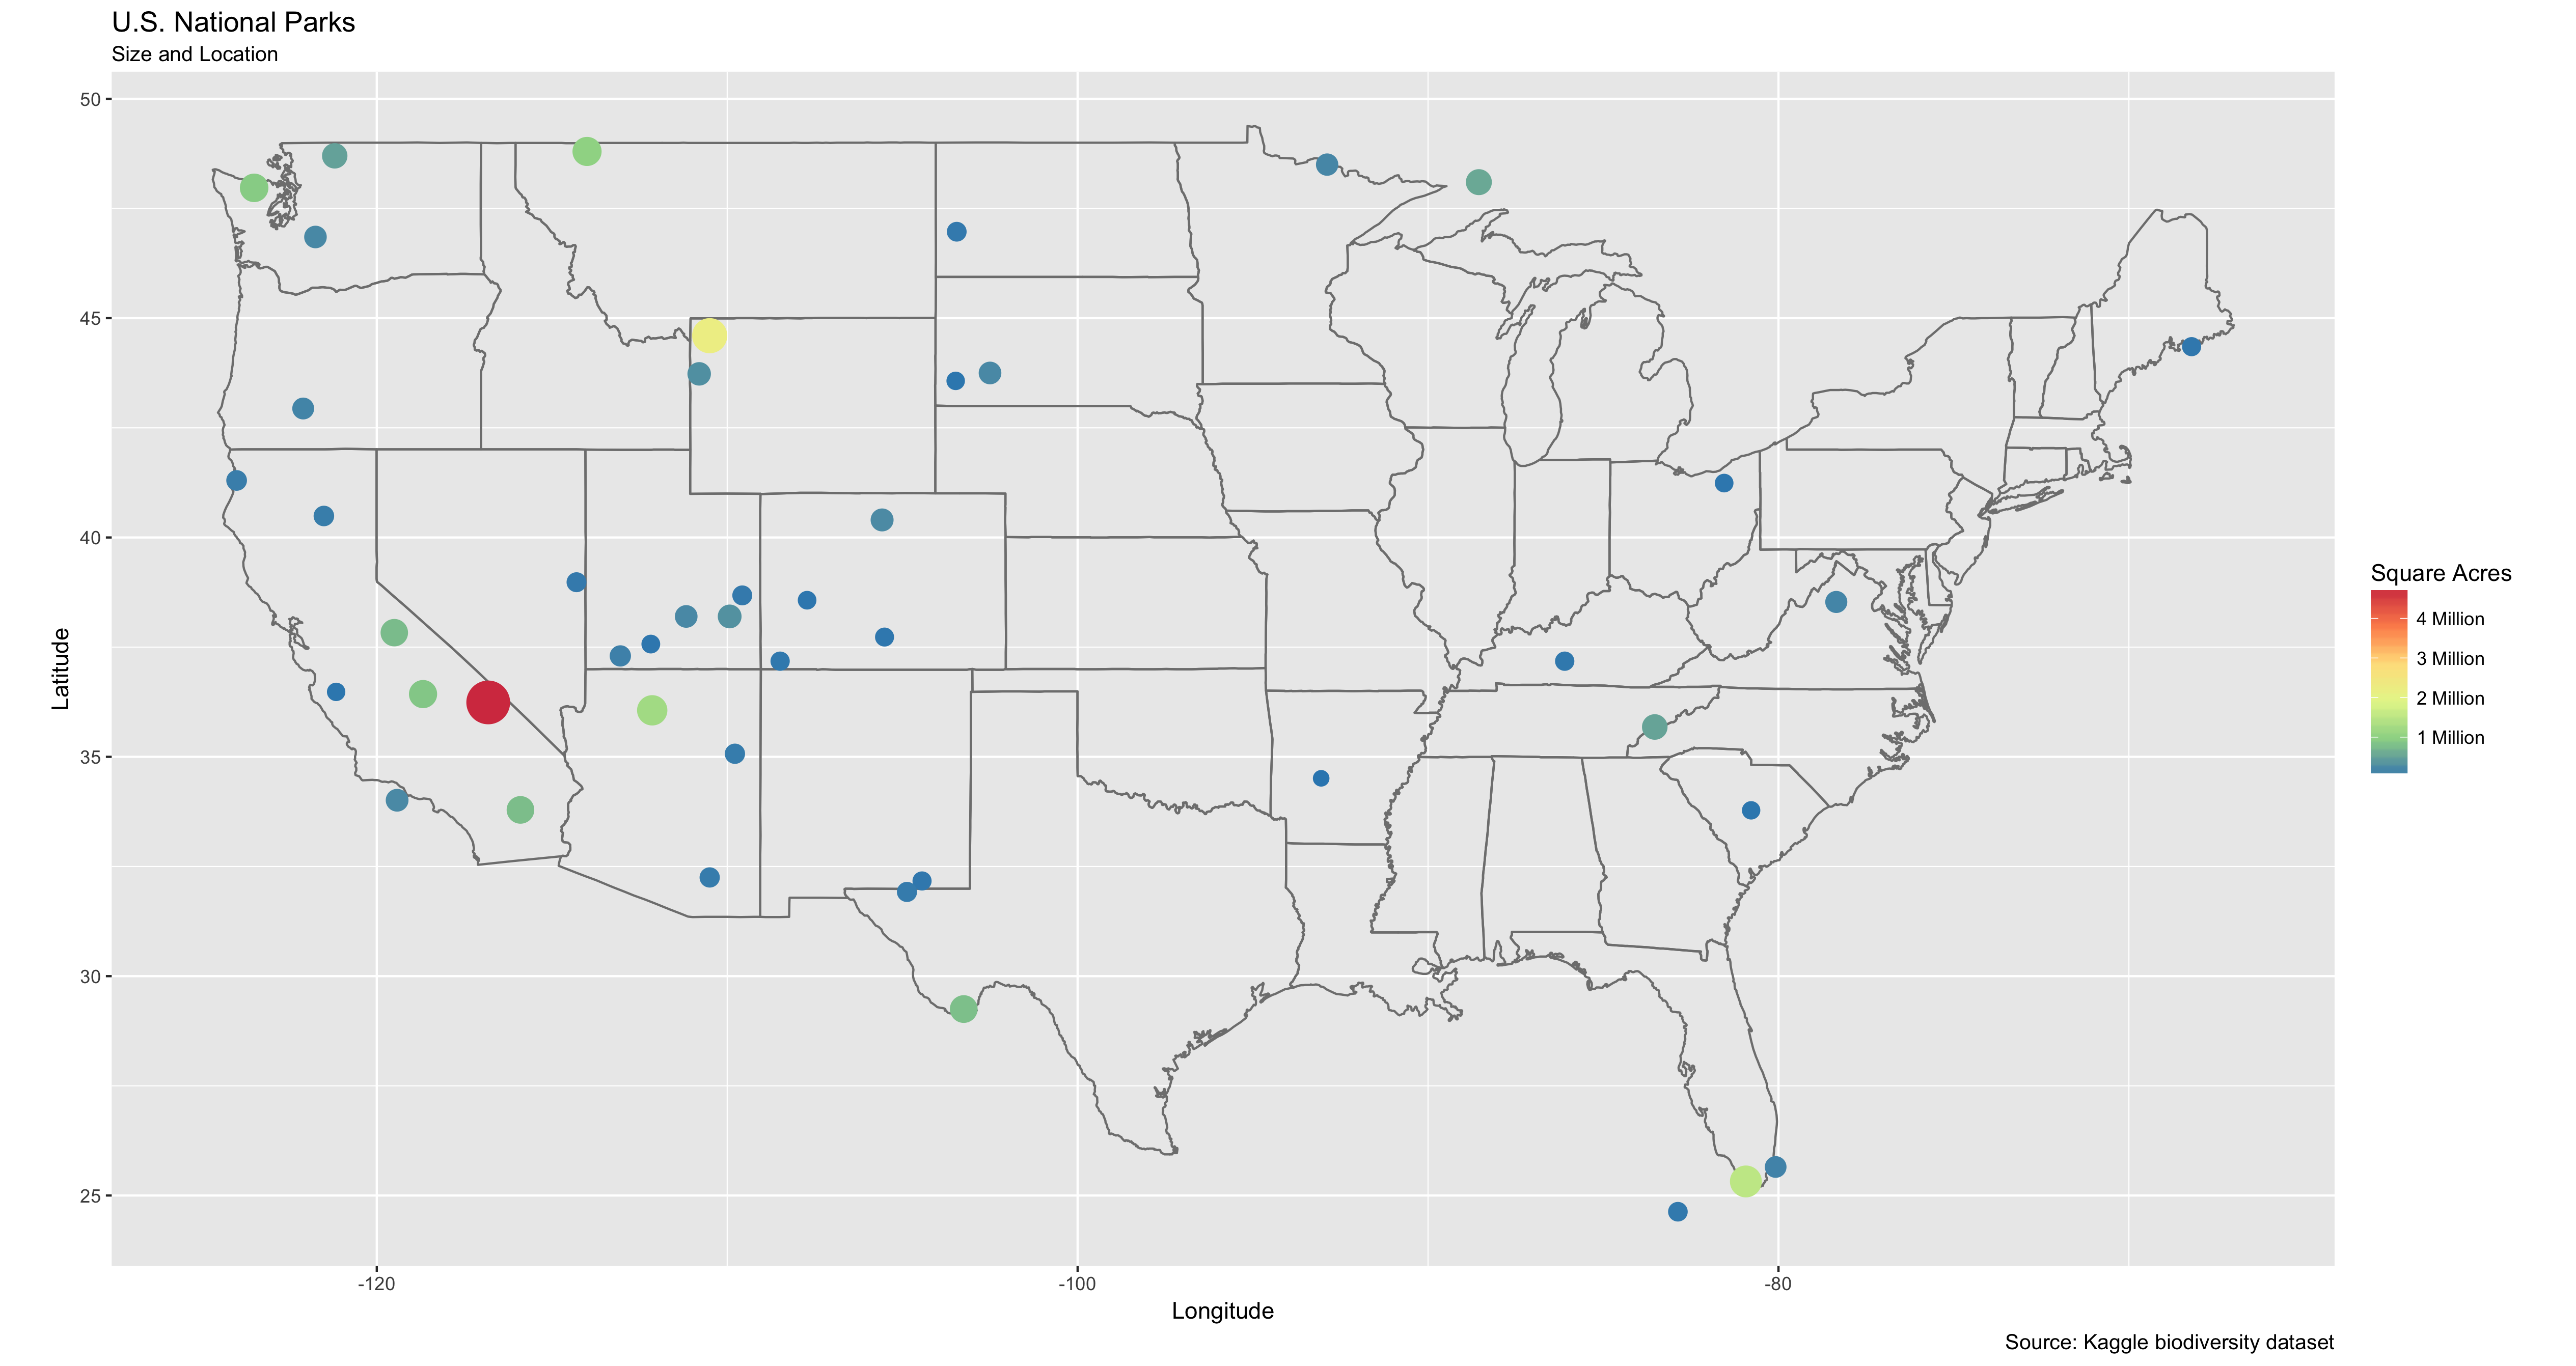 U.S. National Parks
Size and Location
50
45
40
35
30
25
Latitude
-120
-100
-80
Longitude
Square Acres
4 Million
3 Million
2 Million
1 Million
Source: Kaggle biodiversity dataset